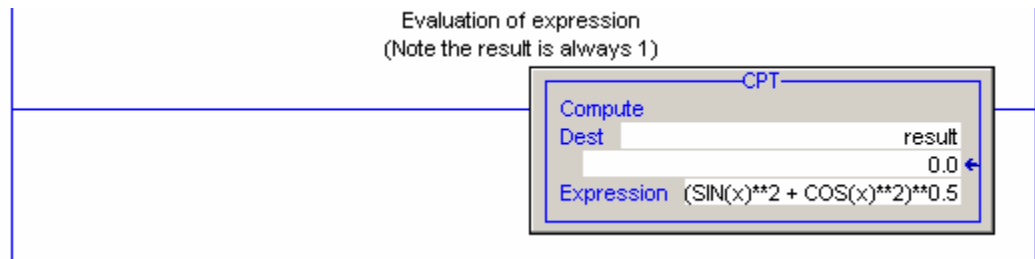 Evaluation of expression
(Note the result is always 1)
CPT
Compute
Dest result
0.0
Expression (SIN(x)**2 + COS(x)**2)**0.5